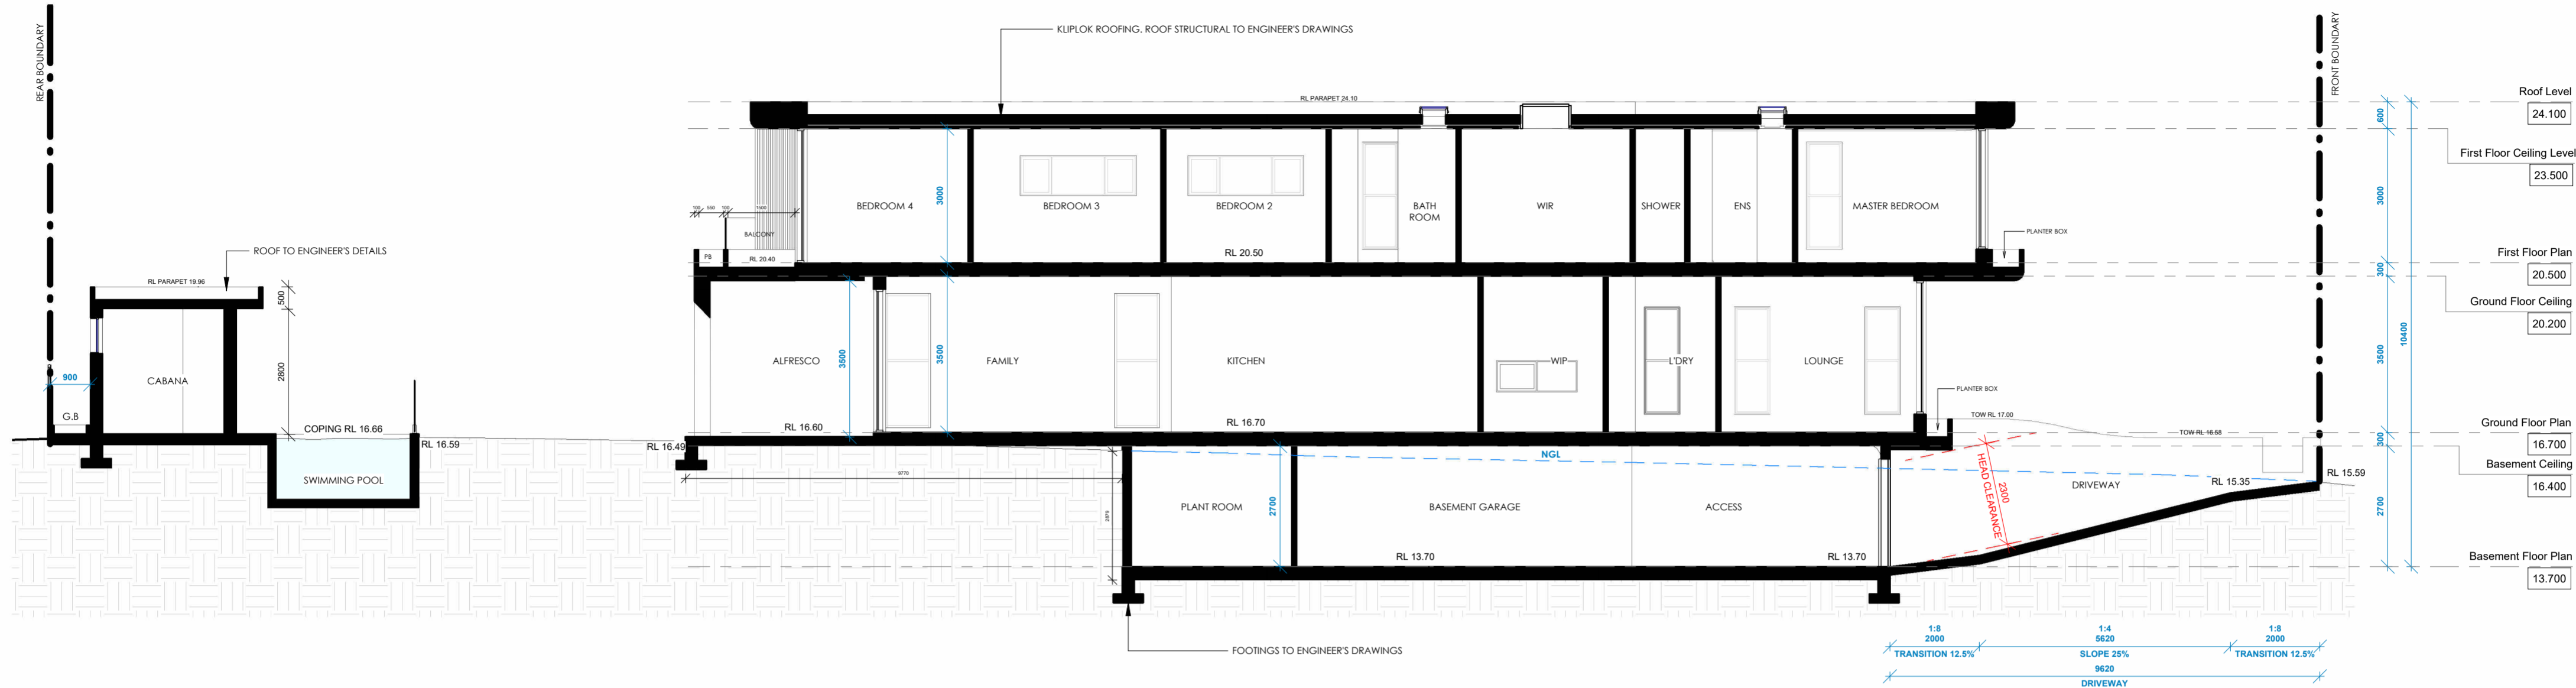 REAR BOUNDARY
KLIPLOK ROOFING. ROOF STRUCTURAL TO ENGINEER'S DRAWINGS
FRONT BOUNDARY
RL PARAPET 24.10
Roof Level
24.100
600
First Floor Ceiling Level
23.500
3000
BEDROOM 4
BEDROOM 3
BEDROOM 2
BATH
ROOM
WIR
SHOWER
ENS
MASTER BEDROOM
3000
100
550
100
1500
BALCONY
PB
RL 20.40
RL 20.50
PLANTER BOX
First Floor Plan
20.500
300
Ground Floor Ceiling
20.200
ROOF TO ENGINEER'S DETAILS
RL PARAPET 19.96
500
2800
900
CABANA
G.B
ALFRESCO
3500
3500
FAMILY
KITCHEN
WIP
L'DRY
LOUNGE
3500
10400
PLANTER BOX
TOW RL 17.00
TOW RL 16.58
COPING RL 16.66
RL 16.59
RL 16.60
RL 16.70
Ground Floor Plan
16.700
300
RL 16.49
NGL
Basement Ceiling
16.400
SWIMMING POOL
9770
2979
PLANT ROOM
2700
BASEMENT GARAGE
ACCESS
2300
HEAD CLEARANCE
DRIVEWAY
RL 15.35
RL 15.59
2700
RL 13.70
RL 13.70
Basement Floor Plan
13.700
FOOTINGS TO ENGINEER'S DRAWINGS
1:8
2000
TRANSITION 12.5%
1:4
5620
SLOPE 25%
1:8
2000
TRANSITION 12.5%
9620
DRIVEWAY